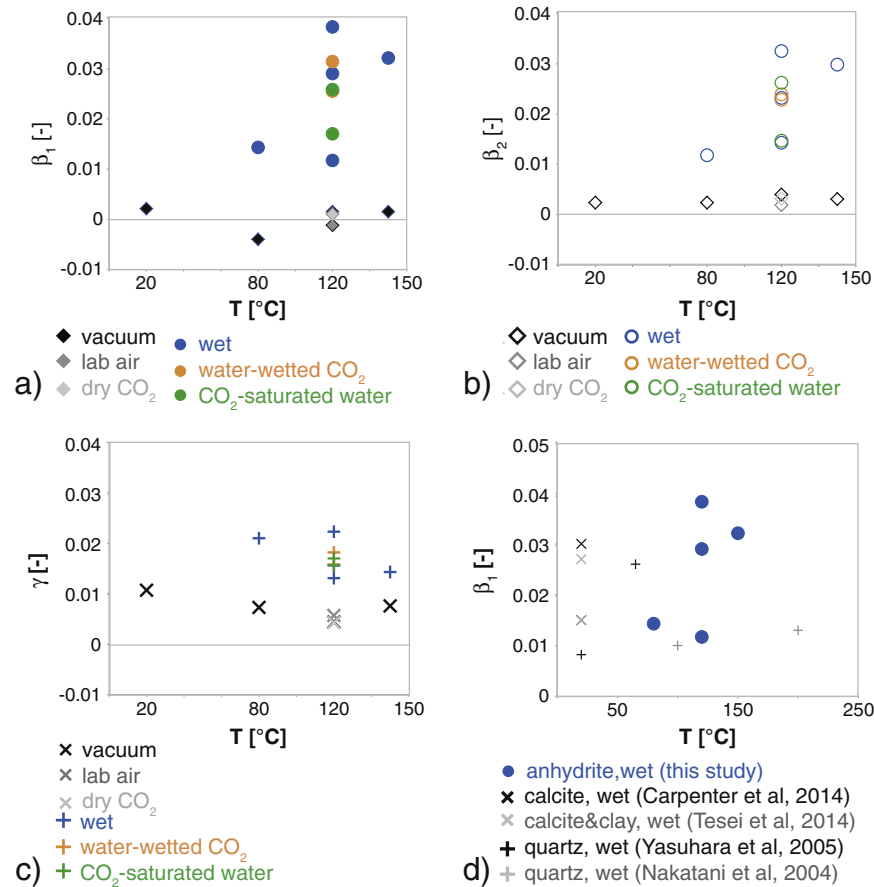 0.04
0.03
0.02
0.01
0
-0.01
β1 [-]
20
80
120
150
T [°C]
vacuum
lab air
dry CO2
wet
water-wetted CO2
CO2-saturated water
a)
0.04
0.03
0.02
0.01
0
-0.01
β2 [-]
20
80
120
150
T [°C]
vacuum
lab air
dry CO2
wet
water-wetted CO2
CO2-saturated water
b)
0.04
0.03
0.02
0.01
0
-0.01
γ [-]
20
80
120
150
T [°C]
vacuum
lab air
dry CO2
wet
water-wetted CO2
CO2-saturated water
c)
0.05
0.04
0.03
0.02
0.01
0
β1 [-]
50
150
250
T [°C]
anhydrite,wet (this study)
calcite, wet (Carpenter et al, 2014)
calcite&clay, wet (Tesei et al, 2014)
quartz, wet (Yasuhara et al, 2005)
quartz, wet (Nakatani et al, 2004)
d)